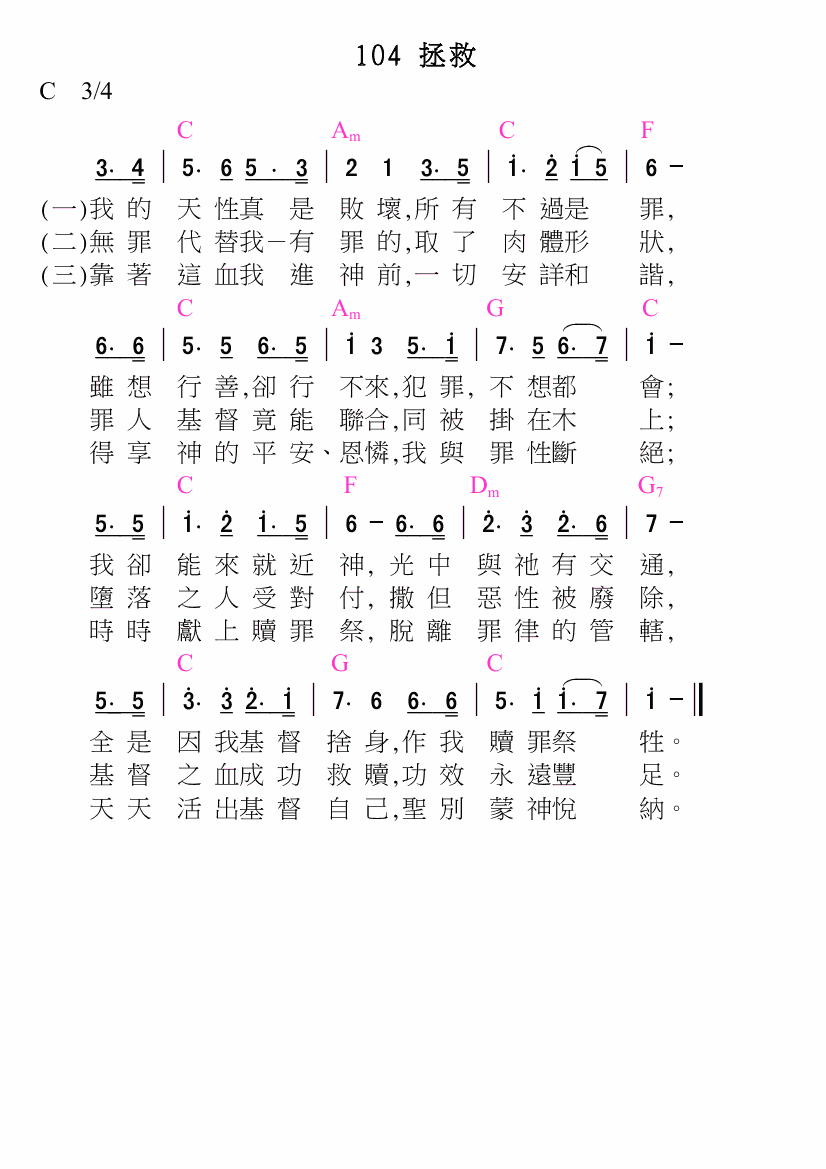 104 拯救
C 3/4
C Am C F
3· 4 | 5· 6 5 · 3 | 2 1 3· 5 | i· 2̇ i 5 | 6 -
(一)我的 天性真 是 敗壞,所有 不過是 罪,
(二)無罪 代替我－有 罪的,取了 肉體形 狀,
(三)靠著 這血我 進 神前,一切 安詳和 諧,
C Am G C
6· 6 | 5· 5 6· 5 | i 3 5· i | 7· 5 6· 7 | i -
雖想 行善,卻行 不來,犯罪, 不想都 會;
罪人 基督竟能 聯合,同被 掛在木 上;
得享 神的平安、恩憐,我與 罪性斷 絕;
C F Dm G7
5· 5 | i· 2̇ i· 5 | 6 - 6· 6 | 2̇· 3̇ 2̇· 6 | 7 -
我卻 能來就近 神, 光中 與祂有交 通,
墮落 之人受對 付, 撒但 惡性被廢 除,
時時 獻上贖罪 祭, 脫離 罪律的管 轄,
C G C
5· 5 | 3̇· 3̇ 2̇· i | 7· 6 6· 6 | 5· i i· 7 | i - ‖
全是 因我基督 捨身,作我 贖罪祭 牲。
基督 之血成功 救贖,功效 永遠豐 足。
天天 活出基督 自己,聖別 蒙神悅 納。